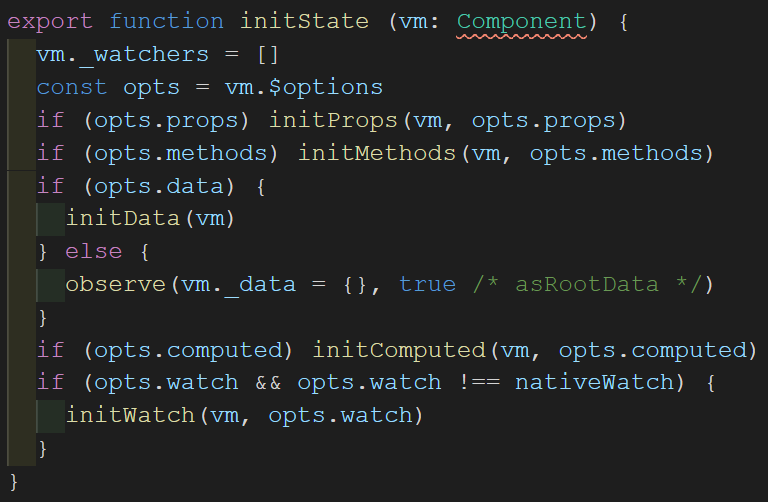 export function initState (vm: Component) {
  vm._watchers = []
  const opts = vm.$options
  if (opts.props) initProps(vm, opts.props)
  if (opts.methods) initMethods(vm, opts.methods)
  if (opts.data) {
    initData(vm)
  } else {
    observe(vm._data = {}, true /* asRootData */)
  }
  if (opts.computed) initComputed(vm, opts.computed)
  if (opts.watch && opts.watch !== nativeWatch) {
    initWatch(vm, opts.watch)
  }
}